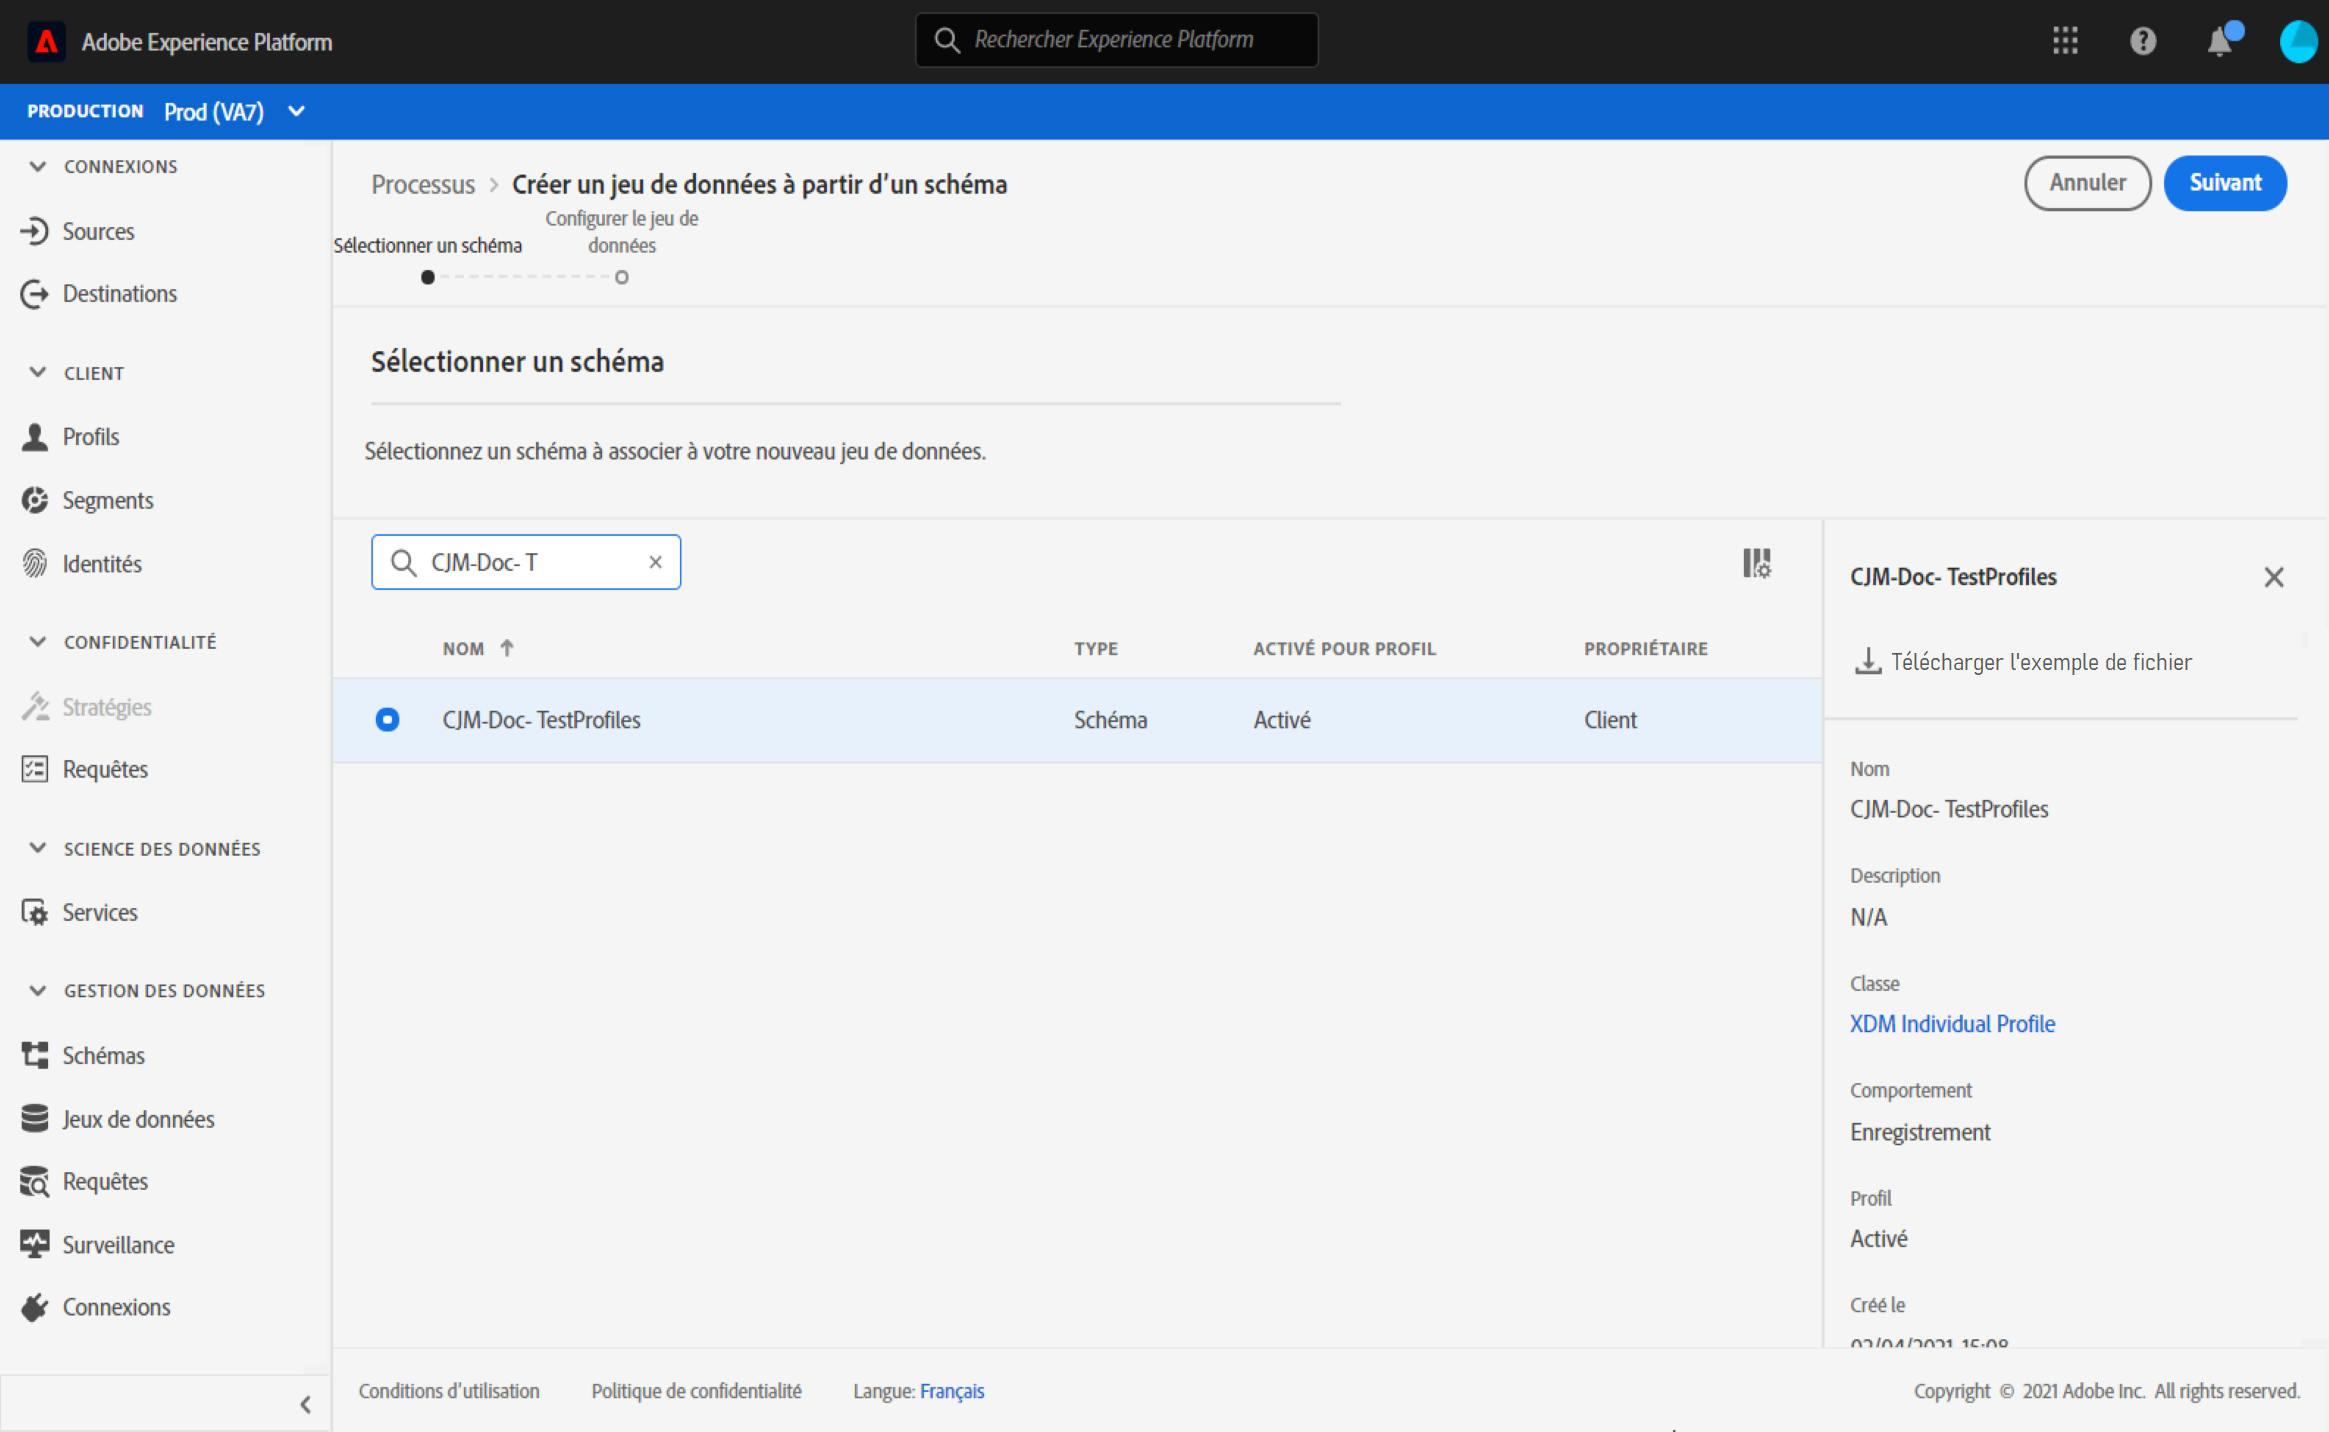 Adobe Experience Platform
Rechercher Experience Platform
PRODUCTION Prod (VA7)
CONNEXIONS
Sources
Destinations
CLIENT
Profils
Segments
Identités
CONFIDENTIALITÉ
Stratégies
Requêtes
SCIENCE DES DONNÉES
Services
GESTION DES DONNÉES
Schémas
Jeux de données
Requêtes
Surveillance
Connexions
Processus > Créer un jeu de données à partir d'un schéma
Annuler
Suivant
Sélectionner un schéma
Configurer le jeu de
données
Sélectionner un schéma
Sélectionnez un schéma à associer à votre nouveau jeu de données.
CJM-Doc- T
NOM TYPE ACTIVÉ POUR PROFIL PROPRIÉTAIRE
CJM-Doc- TestProfiles Schéma Activé Client
CJM-Doc- TestProfiles
Télécharger l'exemple de fichier
Nom
CJM-Doc- TestProfiles
Description
N/A
Classe
XDM Individual Profile
Comportement
Enregistrement
Profil
Activé
Créé le
02/04/2021 15:08
Conditions d'utilisation
Politique de confidentialité
Langue: Français
Copyright © 2021 Adobe Inc. All rights reserved.